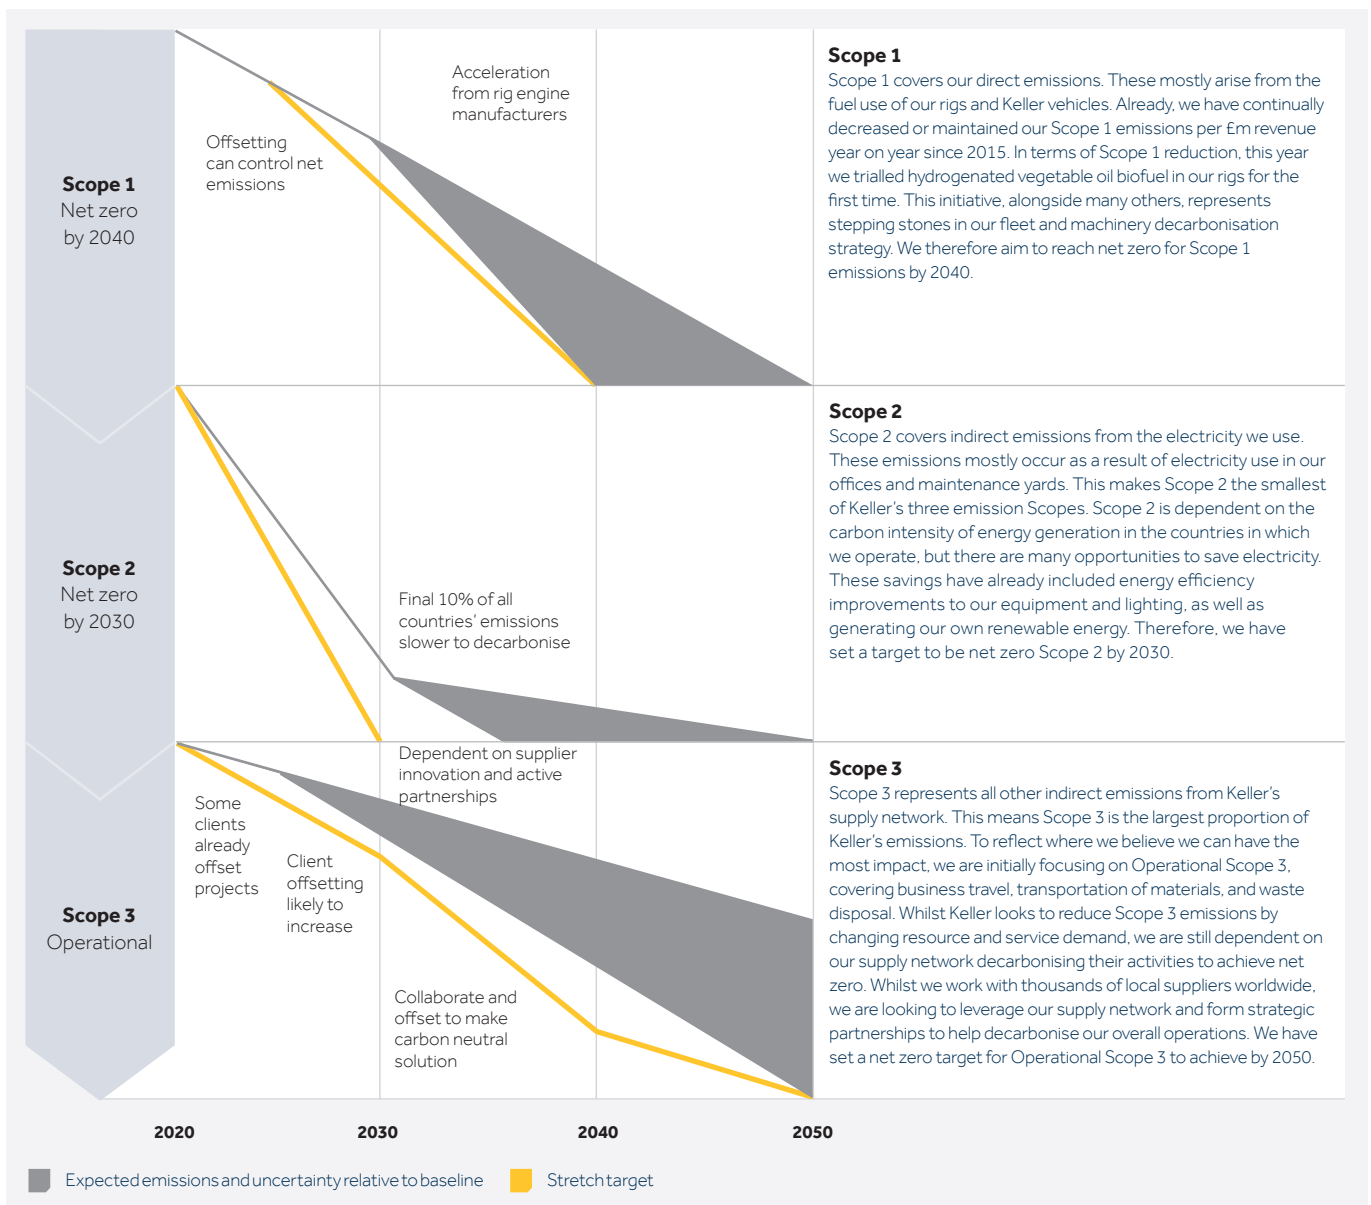 Scope 1
Net zero
by 2040
Offsetting
can control net
emissions
Acceleration
from rig engine
manufacturers
Scope 1
Scope 1 covers our direct emissions. These mostly arise from the
fuel use of our rigs and Keller vehicles. Already, we have continually
decreased or maintained our Scope 1 emissions per £m revenue
year on year since 2015. In terms of Scope 1 reduction, this year
we trialled hydrogenated vegetable oil biofuel in our rigs for the
first time. This initiative, alongside many others, represents
stepping stones in our fleet and machinery decarbonisation
strategy. We therefore aim to reach net zero for Scope 1
emissions by 2040.
Scope 2
Net zero
by 2030
Final 10% of all
countries' emissions
slower to decarbonise
Scope 2
Scope 2 covers indirect emissions from the electricity we use.
These emissions mostly occur as a result of electricity use in our
offices and maintenance yards. This makes Scope 2 the smallest
of Keller's three emission Scopes. Scope 2 is dependent on the
carbon intensity of energy generation in the countries in which
we operate, but there are many opportunities to save electricity.
These savings have already included energy efficiency
improvements to our equipment and lighting, as well as
generating our own renewable energy. Therefore, we have
set a target to be net zero Scope 2 by 2030.
Scope 3
Operational
Some
clients
already
offset
projects
Client
offsetting
likely to
increase
Dependent on supplier
innovation and active
partnerships
Collaborate and
offset to make
carbon neutral
solution
Scope 3
Scope 3 represents all other indirect emissions from Keller's
supply network. This means Scope 3 is the largest proportion of
Keller's emissions. To reflect where we believe we can have the
most impact, we are initially focusing on Operational Scope 3,
covering business travel, transportation of materials, and waste
disposal. Whilst Keller looks to reduce Scope 3 emissions by
changing resource and service demand, we are still dependent on
our supply network decarbonising their activities to achieve net
zero. Whilst we work with thousands of local suppliers worldwide,
we are looking to leverage our supply network and form strategic
partnerships to help decarbonise our overall operations. We have
set a net zero target for Operational Scope 3 to achieve by 2050.
2020
2030
2040
2050
Expected emissions and uncertainty relative to baseline
Stretch target